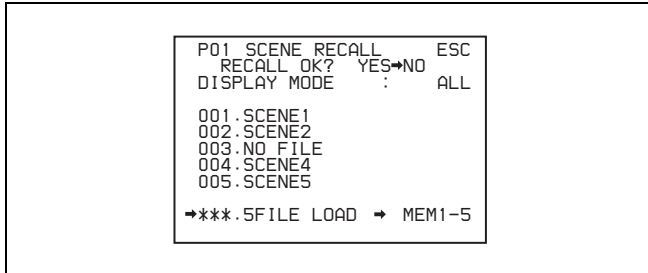 P01 SCENE RECALL ESC
RECALL OK? YES➡NO
DISPLAY MODE : ALL
001.SCENE1
002.SCENE2
003.NO FILE
004.SCENE4
005.SCENE5
➡***.5FILE LOAD ➡ MEM1-5